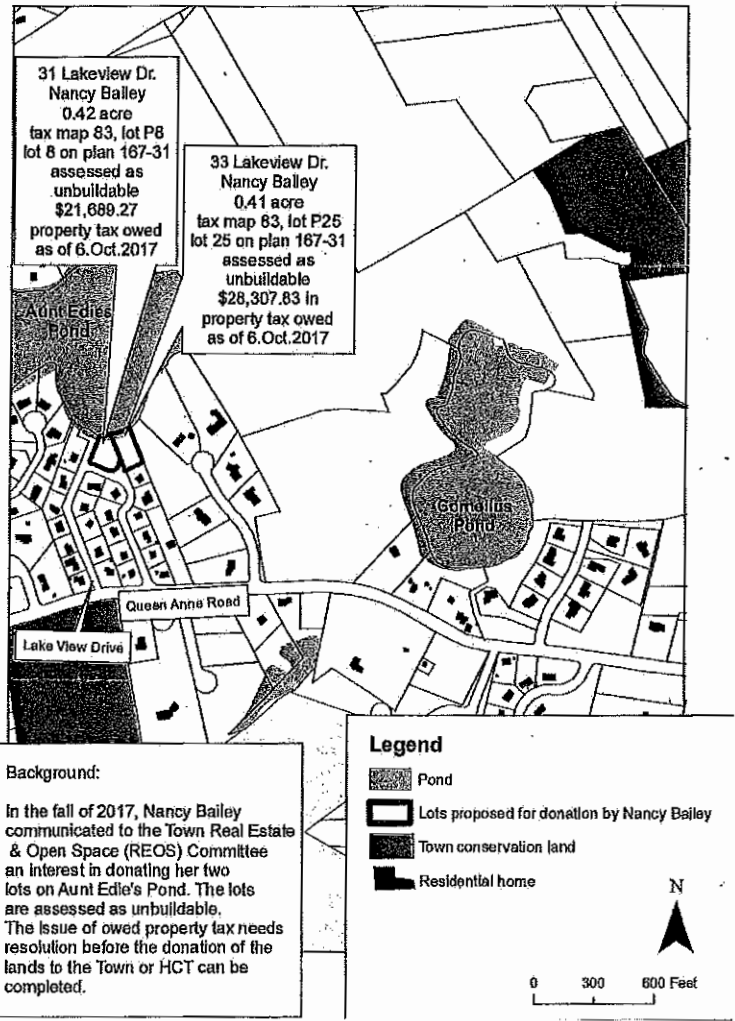 31 Lakeview Dr.
Nancy Bailey
0.42 acre
tax map 83, lot P8
lot 8 on plan 167-31
assessed as
unbuildable
$21,689.27
property tax owed
as of 6.Oct.2017
33 Lakeview Dr.
Nancy Bailey
0.41 acre
tax map 83, lot P25
lot 25 on plan 167-31
assessed as
unbuildable
$28,307.83 in
property tax owed
as of 6.Oct.2017
Aunt Edies
Pond
Cornelius
Pond
Queen Anne Road
Lake View Drive
Background:
In the fall of 2017, Nancy Bailey
communicated to the Town Real Estate
& Open Space (REOS) Committee
an interest in donating her two
lots on Aunt Edie's Pond. The lots
are assessed as unbuildable.
The issue of owed property tax needs
resolution before the donation of the
lands to the Town or HCT can be
completed.
Legend
Pond
Lots proposed for donation by Nancy Bailey
Town conservation land
Residential home
N
0 300 600 Feet